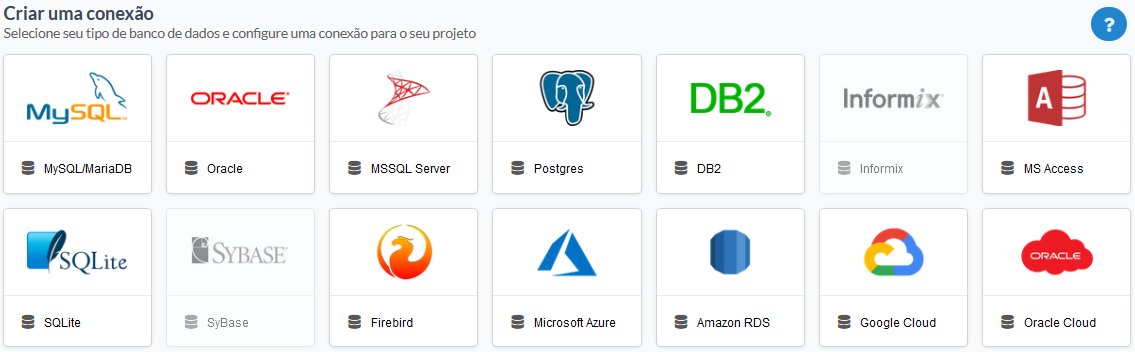 Criar uma conexão
Selecione seu tipo de banco de dados e configure uma conexão para o seu projeto
?
MySQL
ORACLE
DB2
Informix
A
MySQL/MariaDB
Oracle
MSSQL Server
Postgres
DB2
Informix
MS Access
SQLite
SYBASE
ORACLE
SQLite
SyBase
Firebird
Microsoft Azure
Amazon RDS
Google Cloud
Oracle Cloud